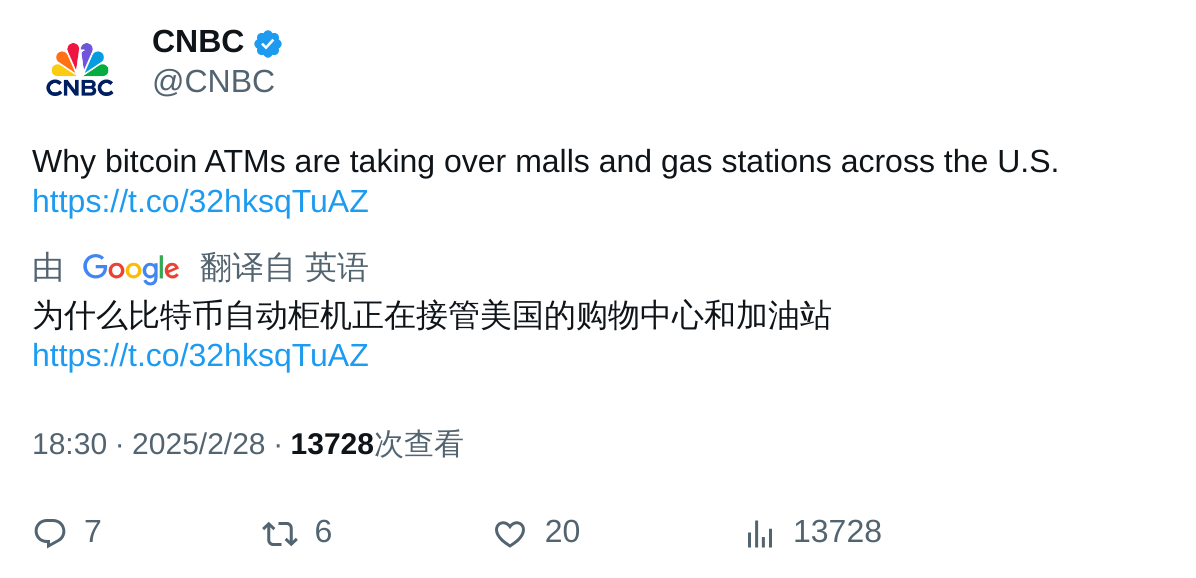 CNBC
CNBC
@CNBC
Why bitcoin ATMs are taking over malls and gas stations across the U.S.
https://t.co/32hksqTuAZ
由 Google 翻译自 英语
为什么比特币自动柜机正在接管美国的购物中心和加油站
https://t.co/32hksqTuAZ
18:30 · 2025/2/28 · 13728次查看
7 6 20 13728